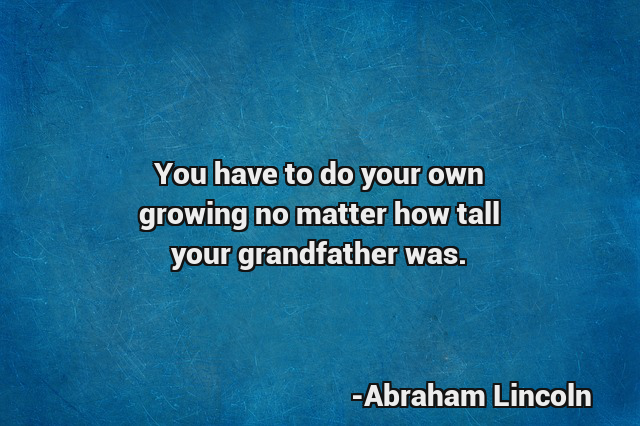 You have to do your own
growing no matter how tall
your grandfather was.
-Abraham Lincoln